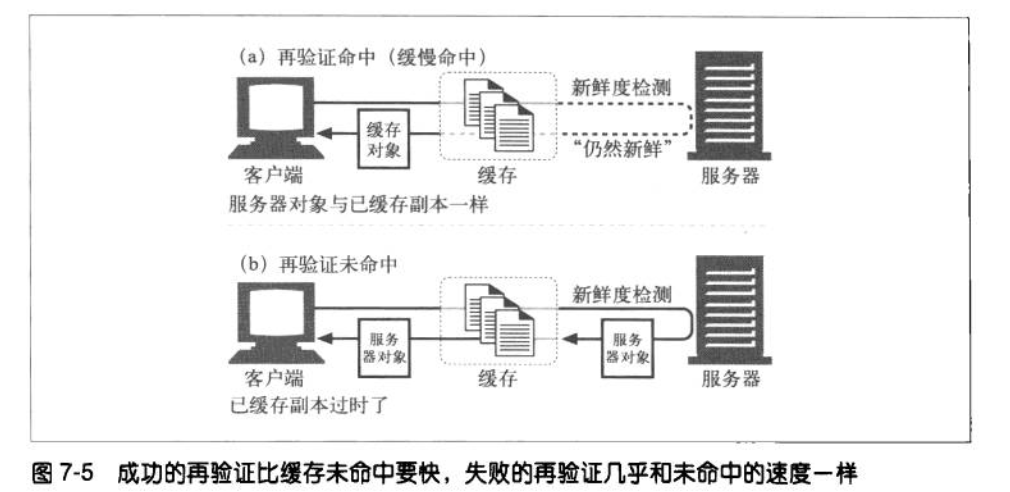 (a) 再验证命中（缓慢命中）
新鲜度检测
缓存
对象
“仍然新鲜”
客户端
缓存
服务器
服务器对象与已缓存副本一样
(b) 再验证未命中
新鲜度检测
服务
器对象
服务
器对象
客户端
缓存
服务器
已缓存副本过时了
图 7-5 成功的再验证比缓存未命中要快，失败的再验证几乎和未命中的速度一样